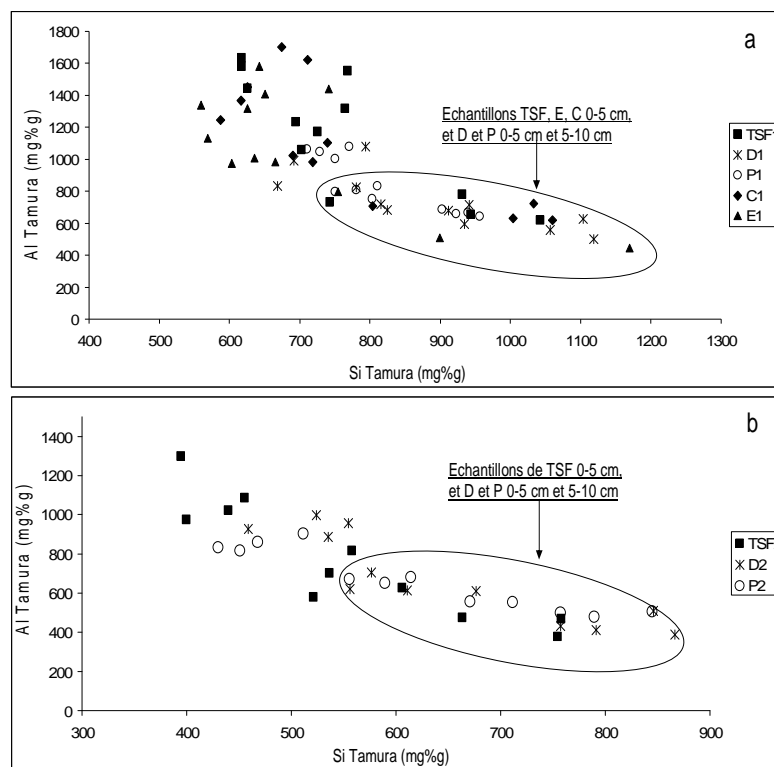 a
1800
1600
1400
1200
1000
800
600
400
200
0
Al Tamura (mg%g)
Echantillons TSF, E, C 0-5 cm,
et D et P 0-5 cm et 5-10 cm
TSF1
D1
P1
C1
E1
400 500 600 700 800 900 1000 1100 1200 1300
Si Tamura (mg%g)
b
1400
1200
1000
800
600
400
200
0
Al Tamura (mg%g)
Echantillons de TSF 0-5 cm,
et D et P 0-5 cm et 5-10 cm
TSF
D2
P2
300 400 500 600 700 800 900
Si Tamura (mg%g)